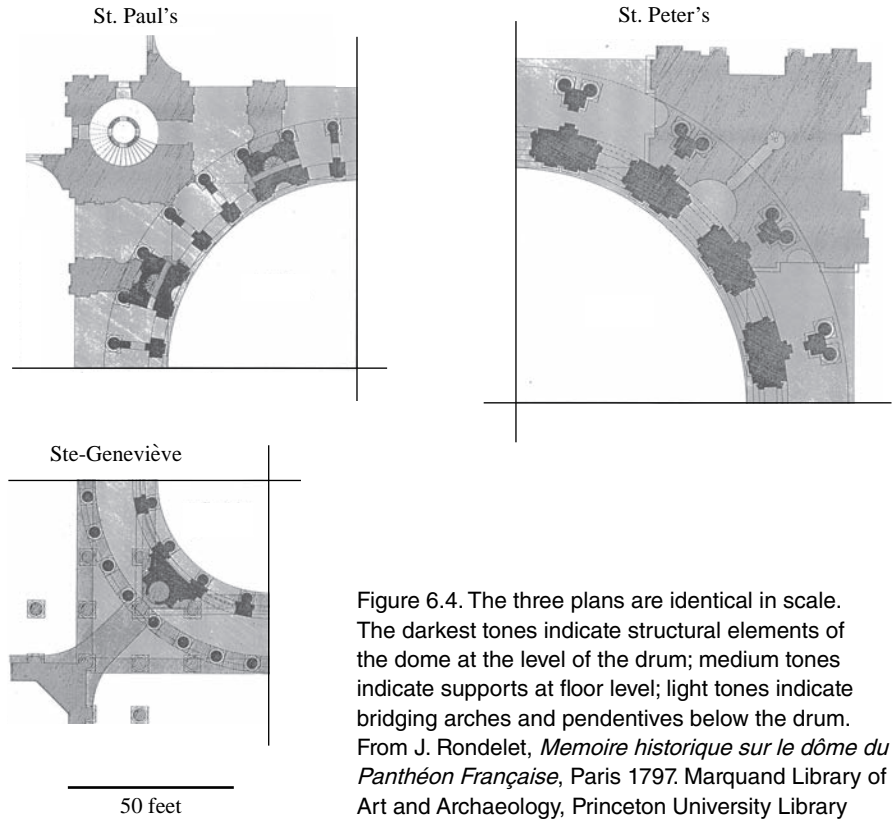 St. Paul's
St. Peter's
Ste-Geneviève
50 feet
Figure 6.4. The three plans are identical in scale.
The darkest tones indicate structural elements of
the dome at the level of the drum; medium tones
indicate supports at floor level; light tones indicate
bridging arches and pendentives below the drum.
From J. Rondelet, Memoire historique sur le dôme du
Panthéon Française, Paris 1797. Marquand Library of
Art and Archaeology, Princeton University Library